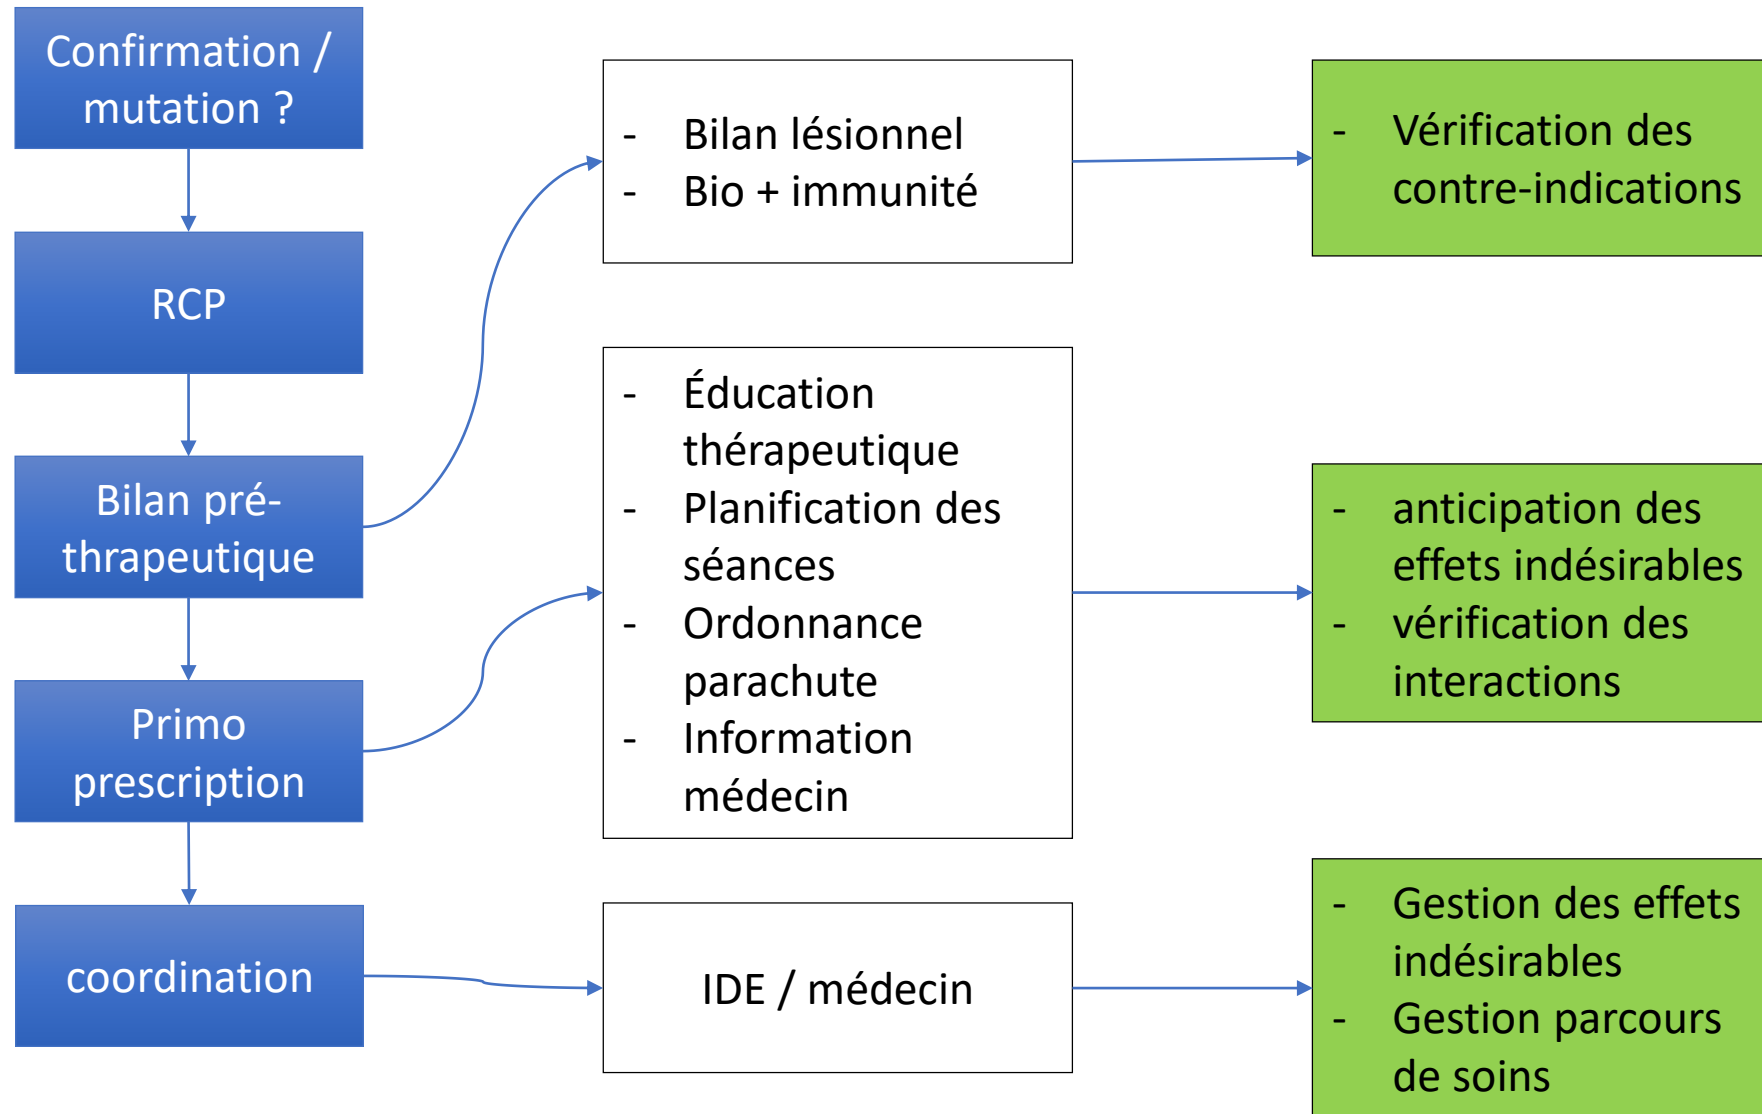 Confirmation /
mutation ?
RCP
Bilan pré-
thrapeutique
Primo
prescription
coordination
- Bilan lésionnel
- Bio + immunité
- Éducation
thérapeutique
- Planification des
séances
- Ordonnance
parachute
- Information
médecin
IDE / médecin
- Vérification des
contre-indications
- anticipation des
effets indésirables
- vérification des
interactions
- Gestion des effets
indésirables
- Gestion parcours
de soins